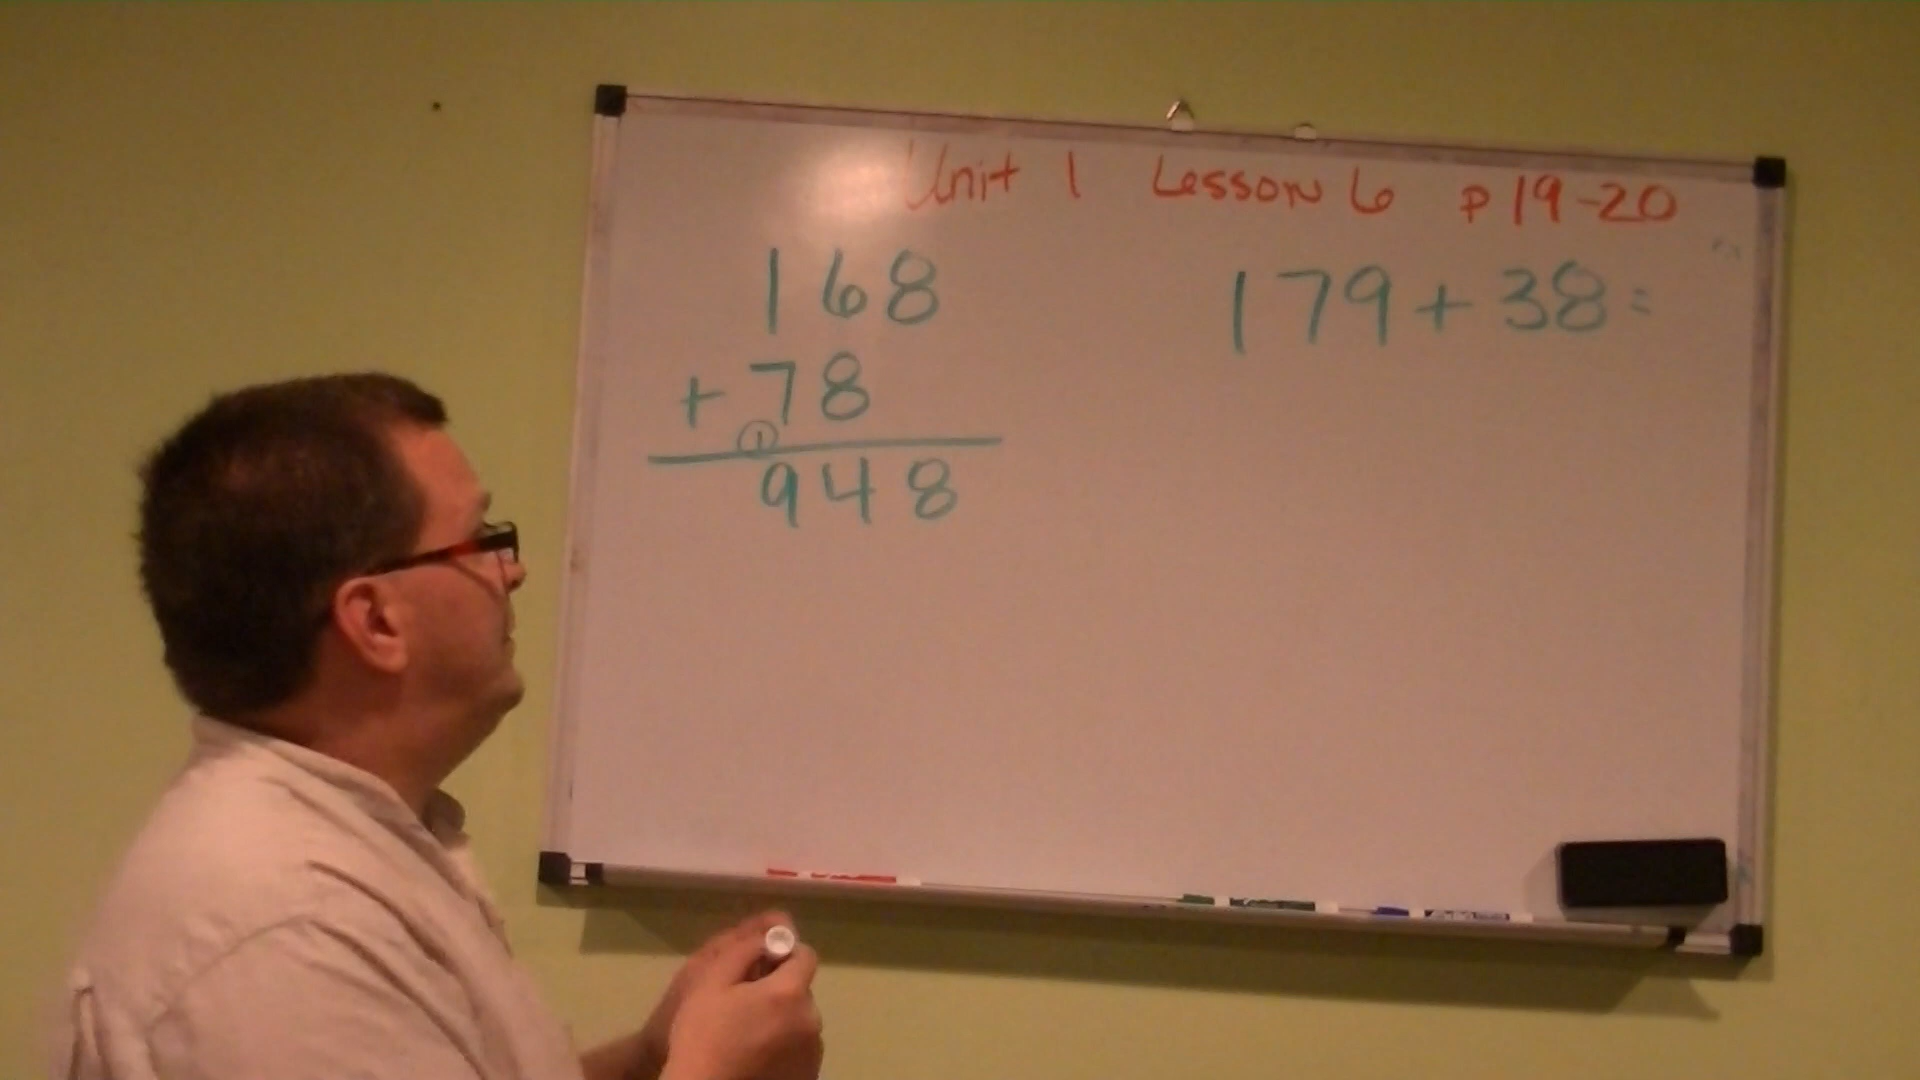 Unit 1 Lesson 6 p 19-20
168
+ 78
1
948
179 + 38 =